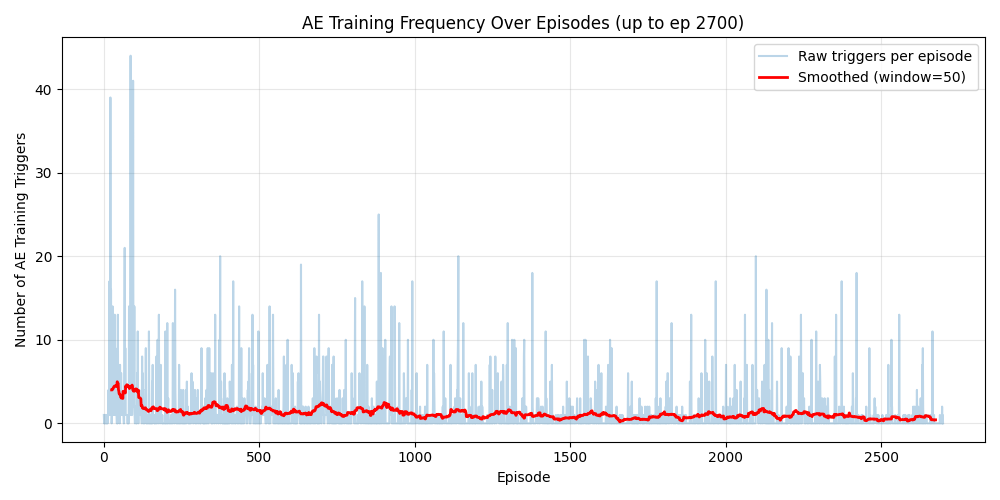 AE Training Frequency Over Episodes (up to ep 2700)
Raw triggers per episode
Smoothed (window=50)
Number of AE Training Triggers
40
30
20
10
0
0 500 1000 1500 2000 2500
Episode